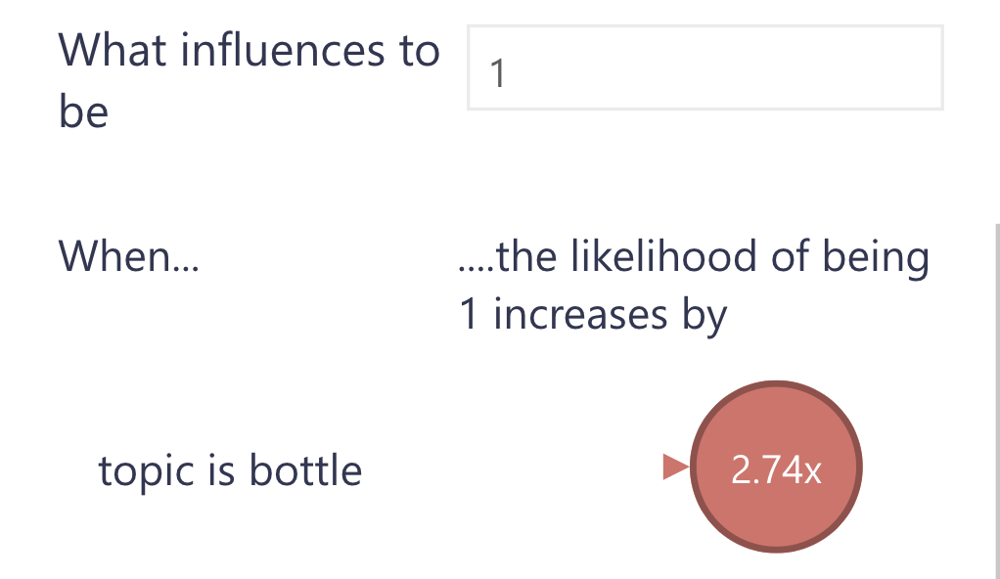 What influences to
be
1
When...
....the likelihood of being
1 increases by
topic is bottle
2.74x